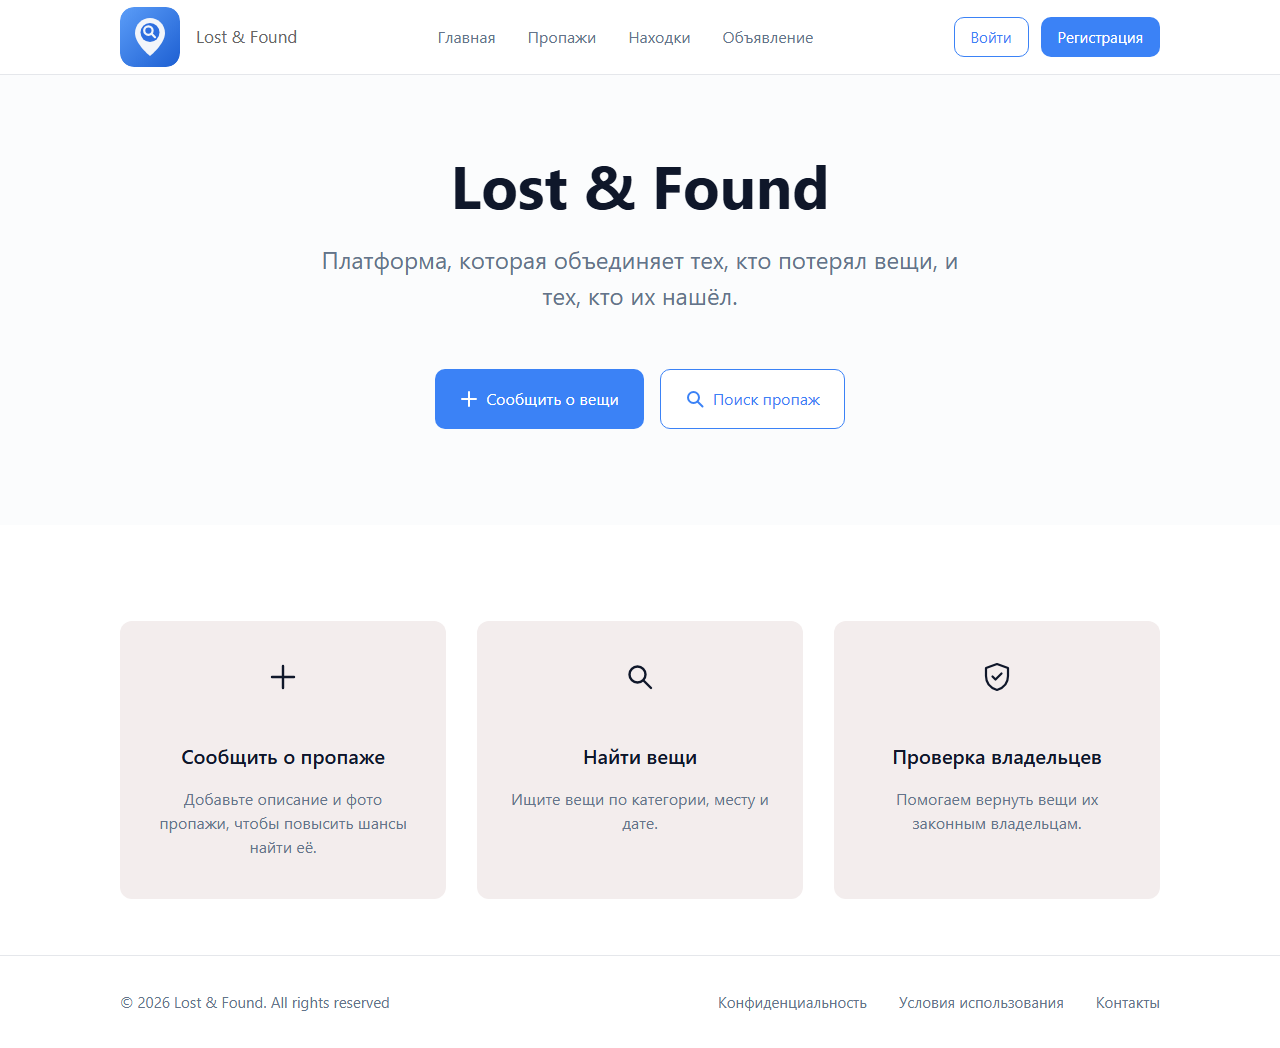 Lost & Found
Главная
Пропажи
Находки
Объявление
Войти
Регистрация
Lost & Found
Платформа, которая объединяет тех, кто потерял вещи, и
тех, кто их нашёл.
Сообщить о вещи
Поиск пропаж
Сообщить о пропаже
Добавьте описание и фото
пропажи, чтобы повысить шансы
найти её.
Найти вещи
Ищите вещи по категории, месту и
дате.
Проверка владельцев
Помогаем вернуть вещи их
законным владельцам.
© 2026 Lost & Found. All rights reserved
Конфиденциальность
Условия использования
Контакты